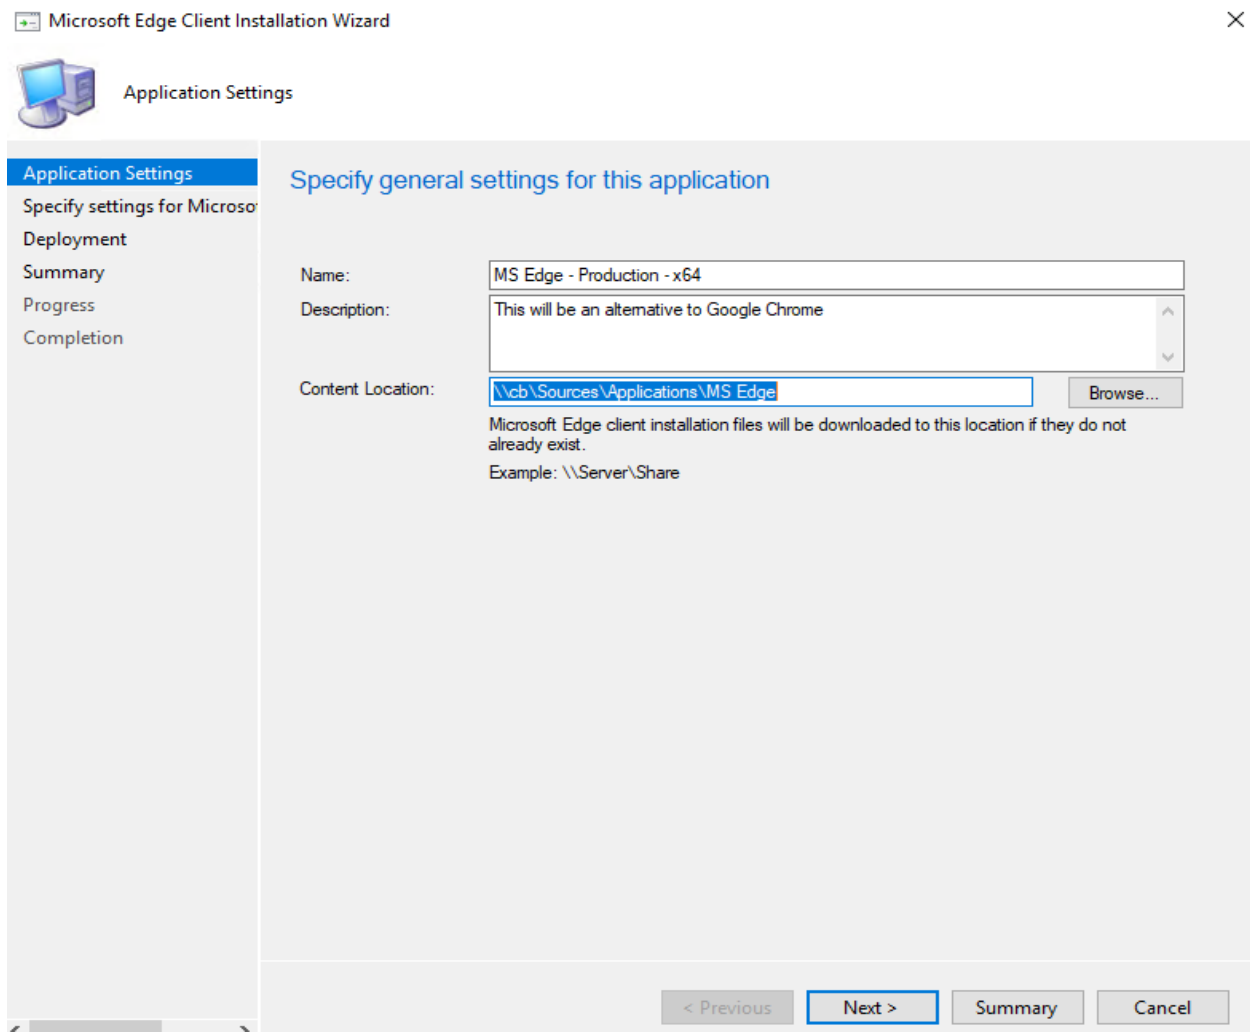 Microsoft Edge Client Installation Wizard
Application Settings
Application Settings
Specify settings for Microsof
Deployment
Summary
Progress
Completion
Specify general settings for this application
Name:
MS Edge - Production - x64
Description:
This will be an alternative to Google Chrome
Content Location:
\\cb\Sources\Applications\MS Edge
Browse...
Microsoft Edge client installation files will be downloaded to this location if they do not
already exist.
Example: \\Server\Share
< Previous
Next >
Summary
Cancel